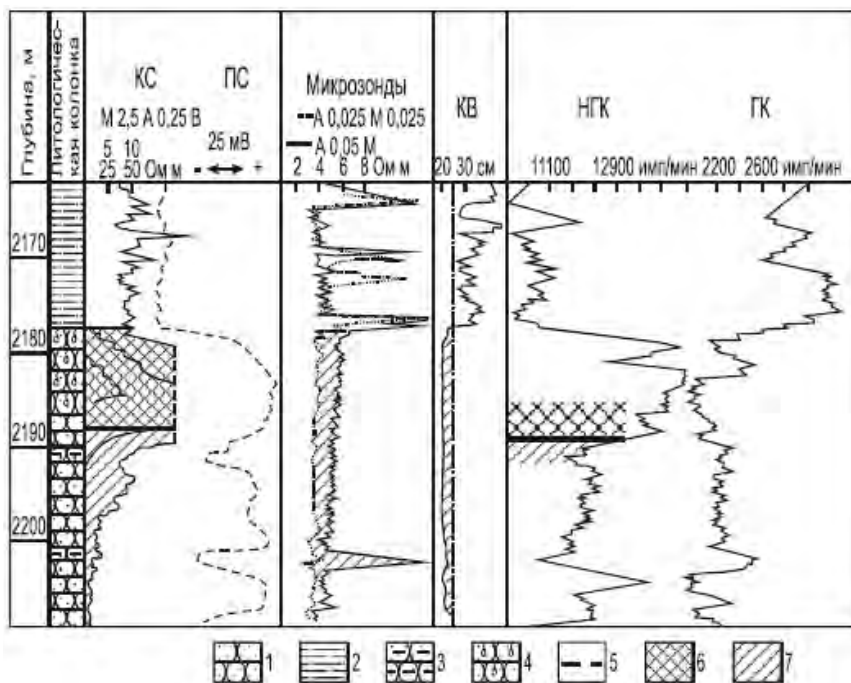 Глубина, м
Литологичес-
кая колонка
КС
ПС
М 2,5 А 0,25 В
5 10
25 50 Ом м
25 мВ
- +
Микрозонды
А 0,025 М 0,025
А 0,05 М
2 4 6 8 Ом м
КВ
20 30 см
НГК
11100 12900 имп/мин
ГК
2200 2600 имп/мин
2170
2180
2190
2200
1 2 3 4 5 6 7